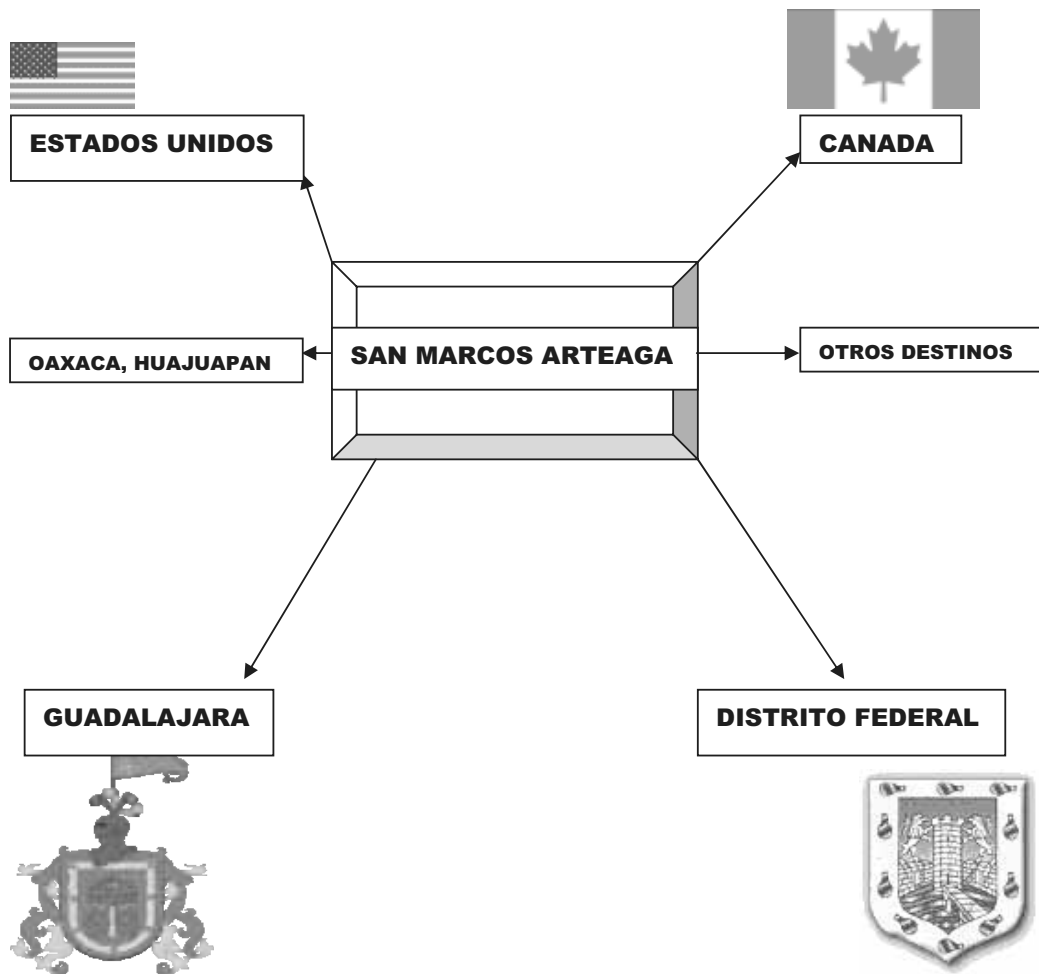 ESTADOS UNIDOS
CANADA
OAXACA, HUAJUAPAN
SAN MARCOS ARTEAGA
OTROS DESTINOS
GUADALAJARA
DISTRITO FEDERAL